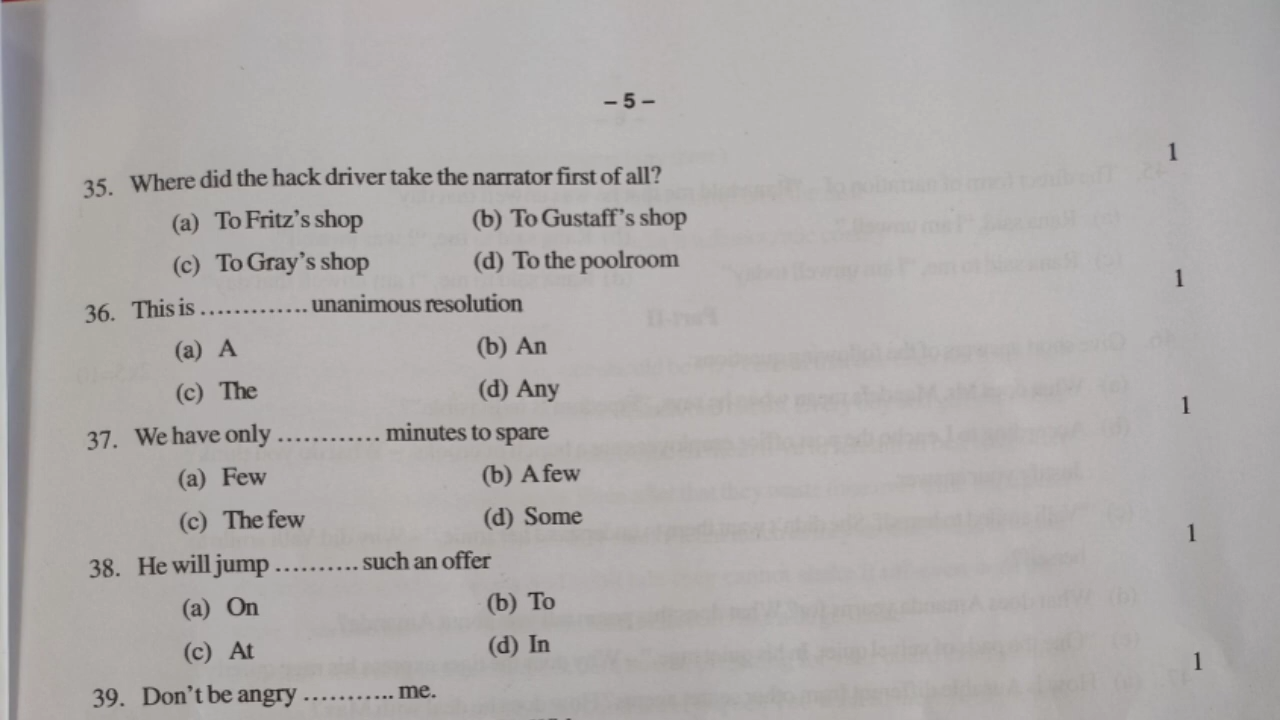 – 5 –
35. Where did the hack driver take the narrator first of all? 1
(a) To Fritz's shop (b) To Gustaff's shop
(c) To Gray's shop (d) To the poolroom
36. This is ............. unanimous resolution 1
(a) A (b) An
(c) The (d) Any
37. We have only ............ minutes to spare 1
(a) Few (b) A few
(c) The few (d) Some
38. He will jump .......... such an offer 1
(a) On (b) To
(c) At (d) In
39. Don't be angry ........... me. 1